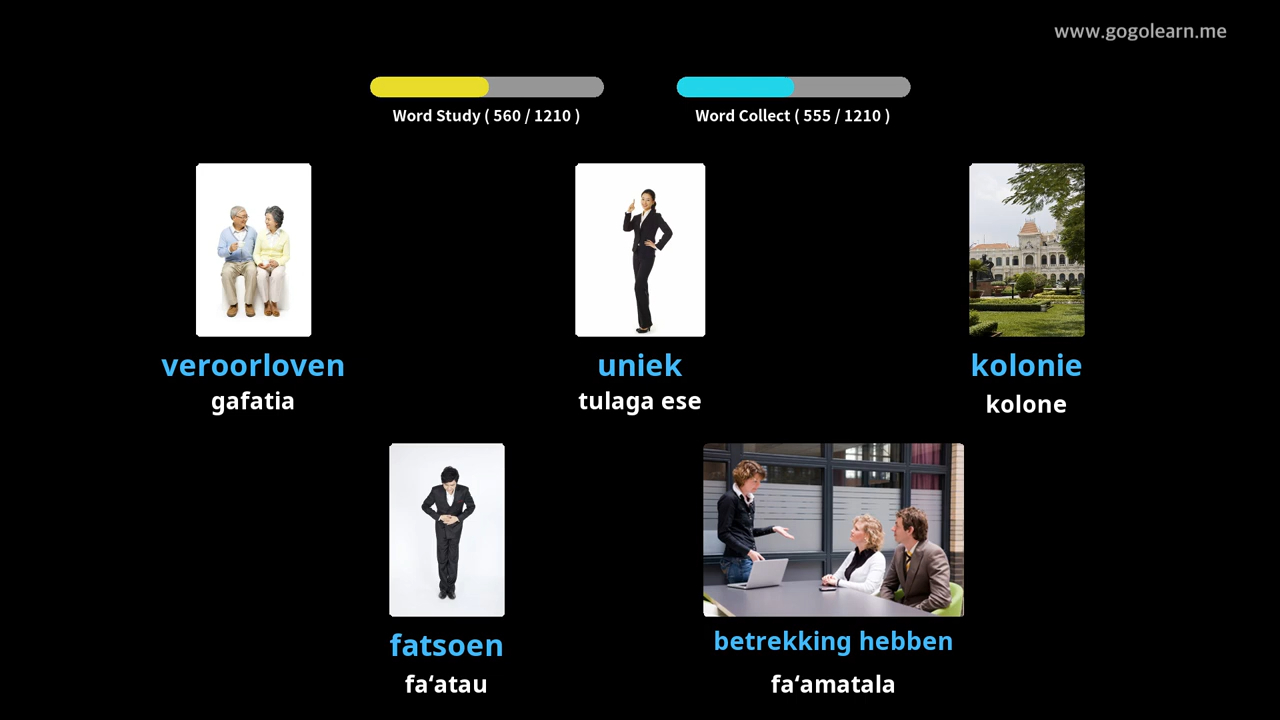 www.gogolearn.me
Word Study ( 560 / 1210 )
Word Collect ( 555 / 1210 )
veroorloven
gafatia
uniek
tulaga ese
kolonie
kolone
fatsoen
fa‘atau
betrekking hebben
fa‘amatala